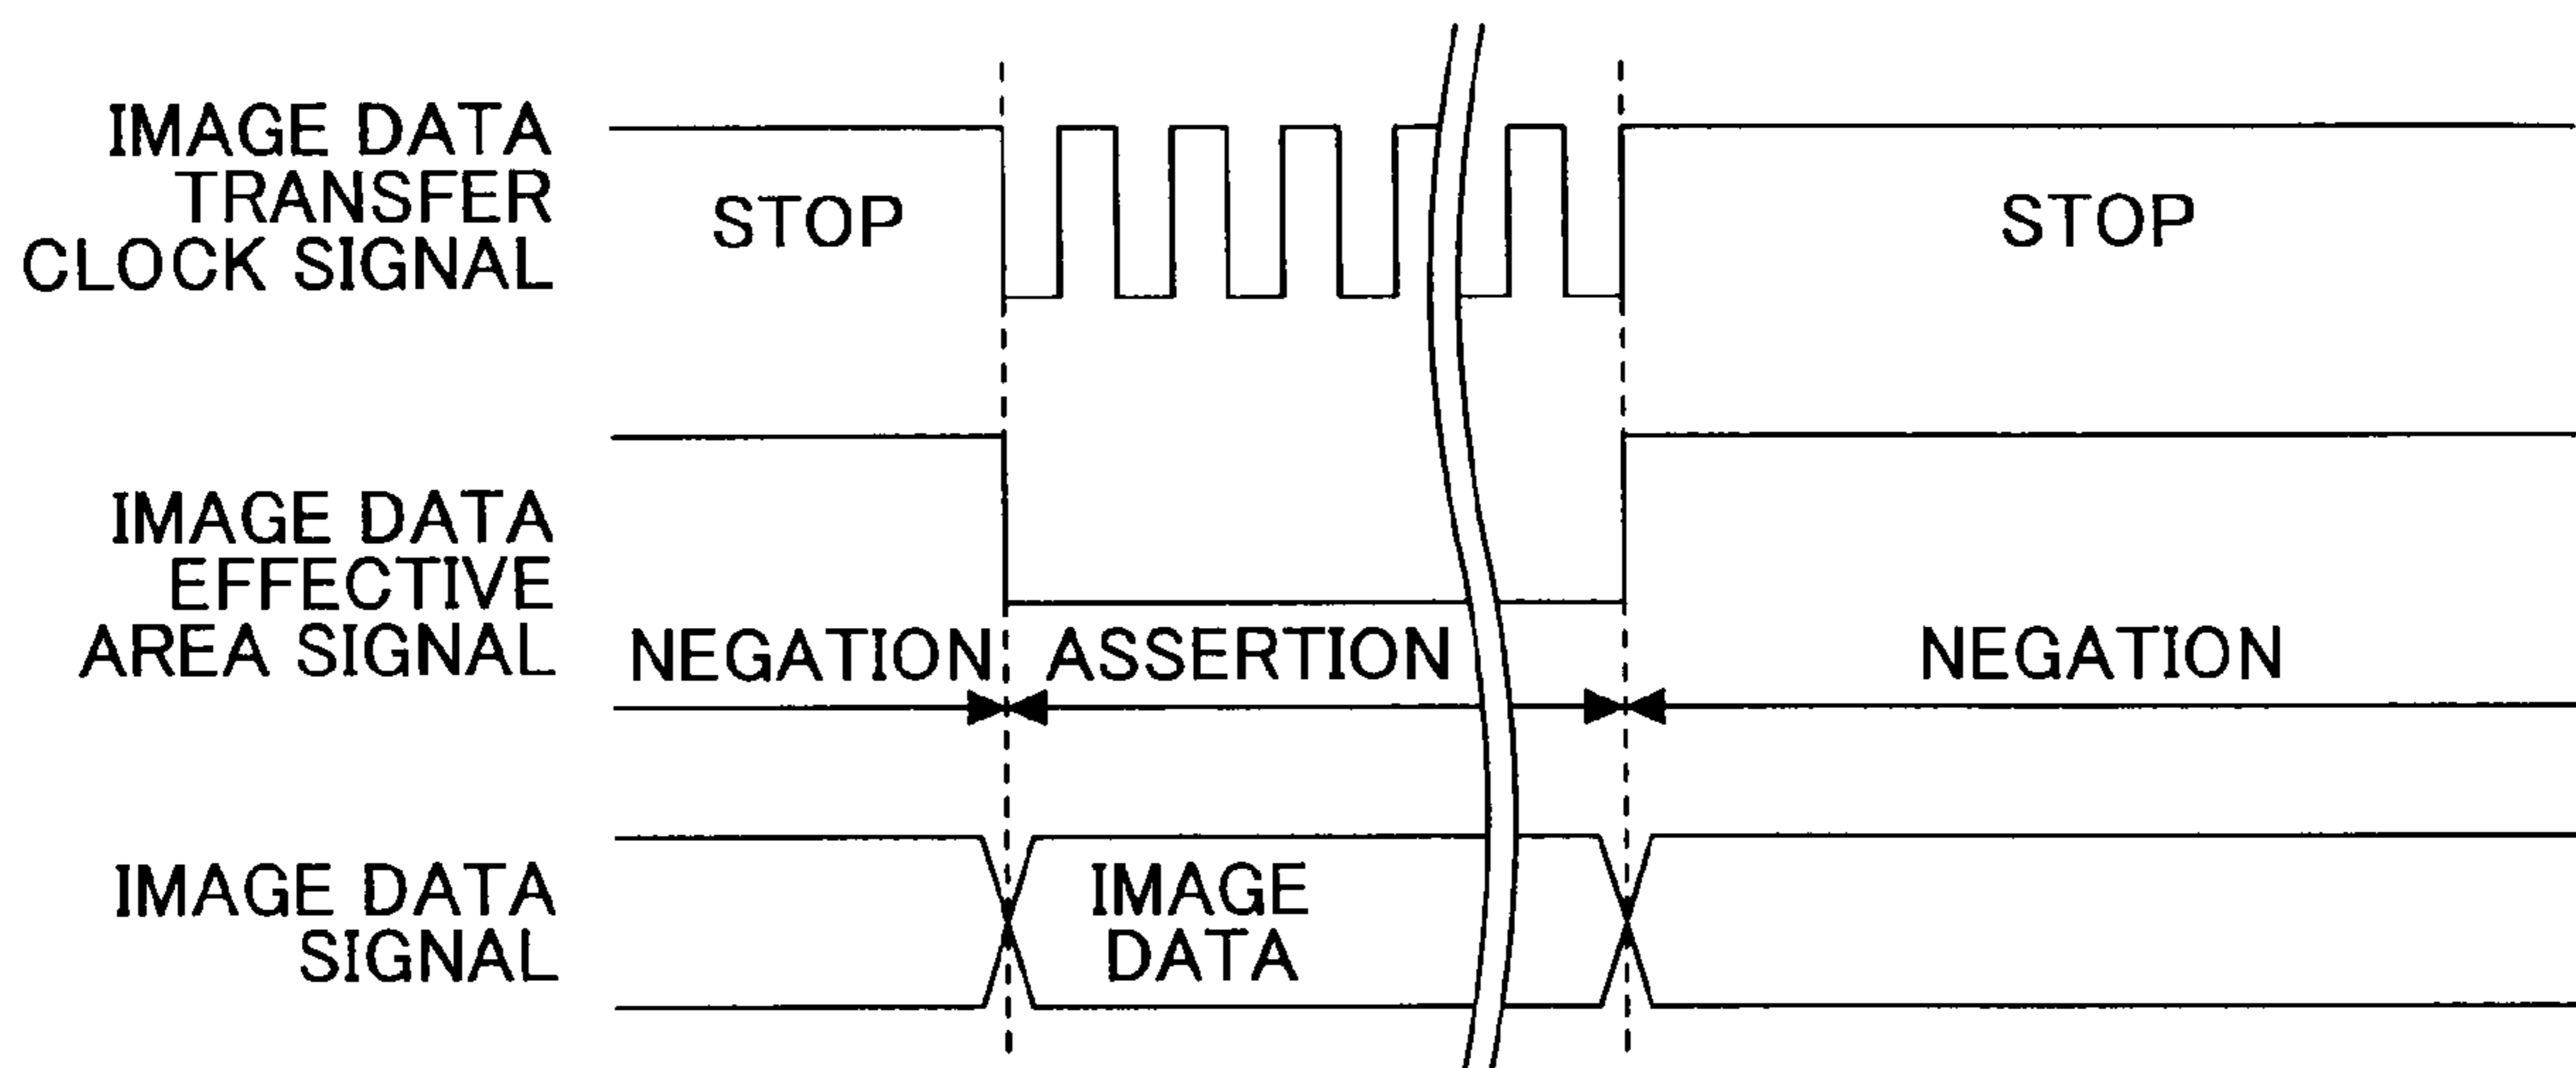 IMAGE DATA
TRANSFER
CLOCK SIGNAL
STOP
STOP
IMAGE DATA
EFFECTIVE
AREA SIGNAL
NEGATION
ASSERTION
NEGATION
IMAGE DATA
SIGNAL
IMAGE
DATA